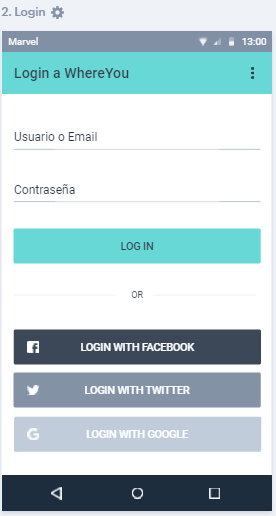 2. Login
Marvel 13:00
Login a WhereYou
Usuario o Email
Contraseña
LOG IN
OR
LOGIN WITH FACEBOOK
LOGIN WITH TWITTER
LOGIN WITH GOOGLE